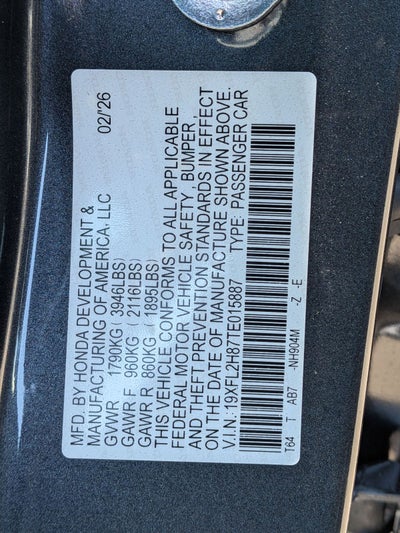 MFD. BY HONDA DEVELOPMENT & 02/26
MANUFACTURING OF AMERICA, LLC
GVWR 1790KG ( 3946LBS)
GAWR F 960KG ( 2116LBS)
GAWR R 860KG ( 1895LBS)
THIS VEHICLE CONFORMS TO ALL APPLICABLE
FEDERAL MOTOR VEHICLE SAFETY , BUMPER ,
AND THEFT PREVENTION STANDARDS IN EFFECT
ON THE DATE OF MANUFACTURE SHOWN ABOVE.
V.I.N.:19XFL2H87TE015887 TYPE: PASSENGER CAR
T64 T AB7 -NH904M -Z -E